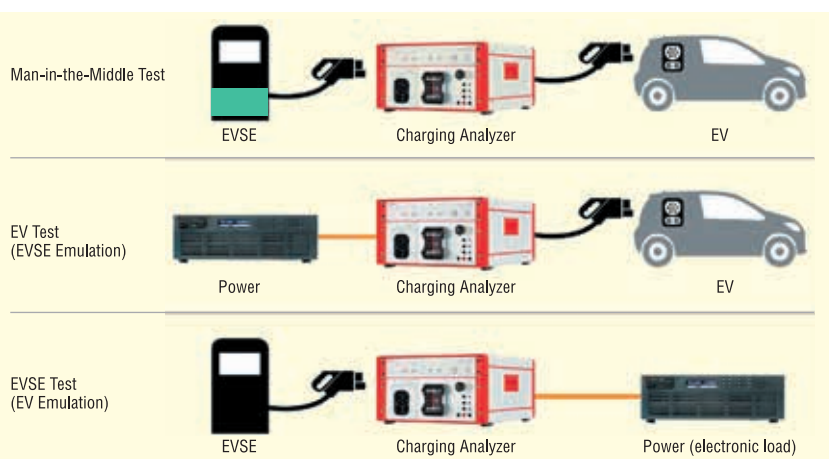 Man-in-the-Middle Test
EVSE
Charging Analyzer
EV
EV Test
(EVSE Emulation)
Power
Charging Analyzer
EV
EVSE Test
(EV Emulation)
EVSE
Charging Analyzer
Power (electronic load)